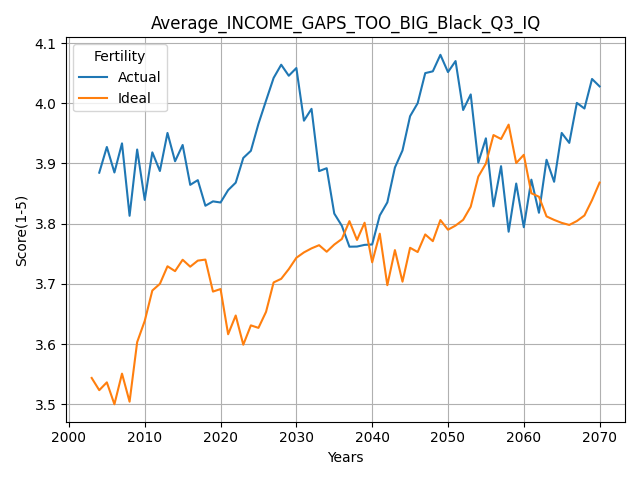 Average_INCOME_GAPS_TOO_BIG_Black_Q3_IQ
Fertility
Actual
Ideal
Score(1-5)
4.1
4.0
3.9
3.8
3.7
3.6
3.5
2000 2010 2020 2030 2040 2050 2060 2070
Years